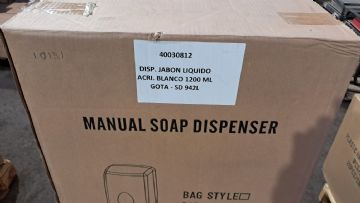 40030812
DISP. JABON LIQUIDO
ACRI. BLANCO 1200 ML
GOTA - SD 942L
MANUAL SOAP DISPENSER
BAG STYLE